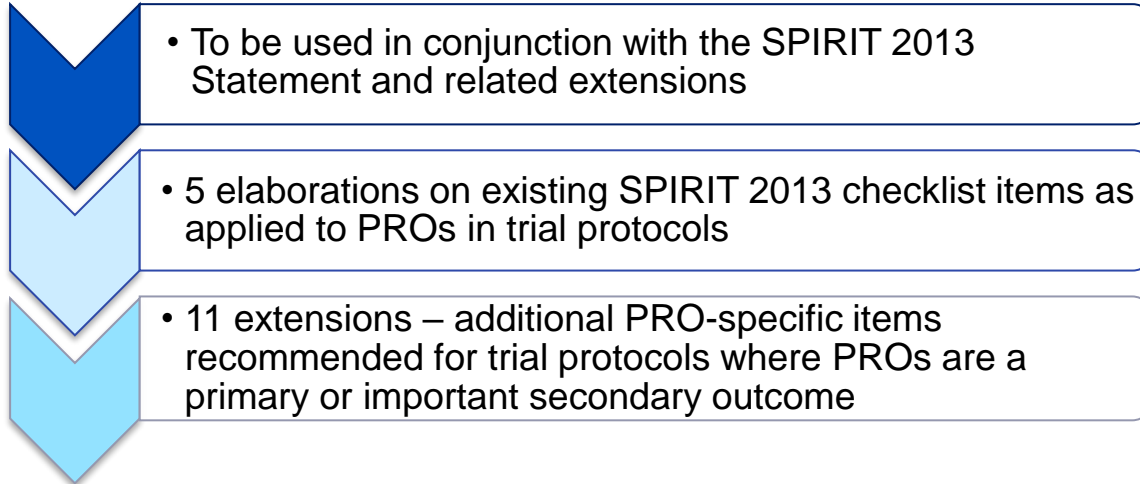 • To be used in conjunction with the SPIRIT 2013
Statement and related extensions
• 5 elaborations on existing SPIRIT 2013 checklist items as
applied to PROs in trial protocols
• 11 extensions – additional PRO-specific items
recommended for trial protocols where PROs are a
primary or important secondary outcome